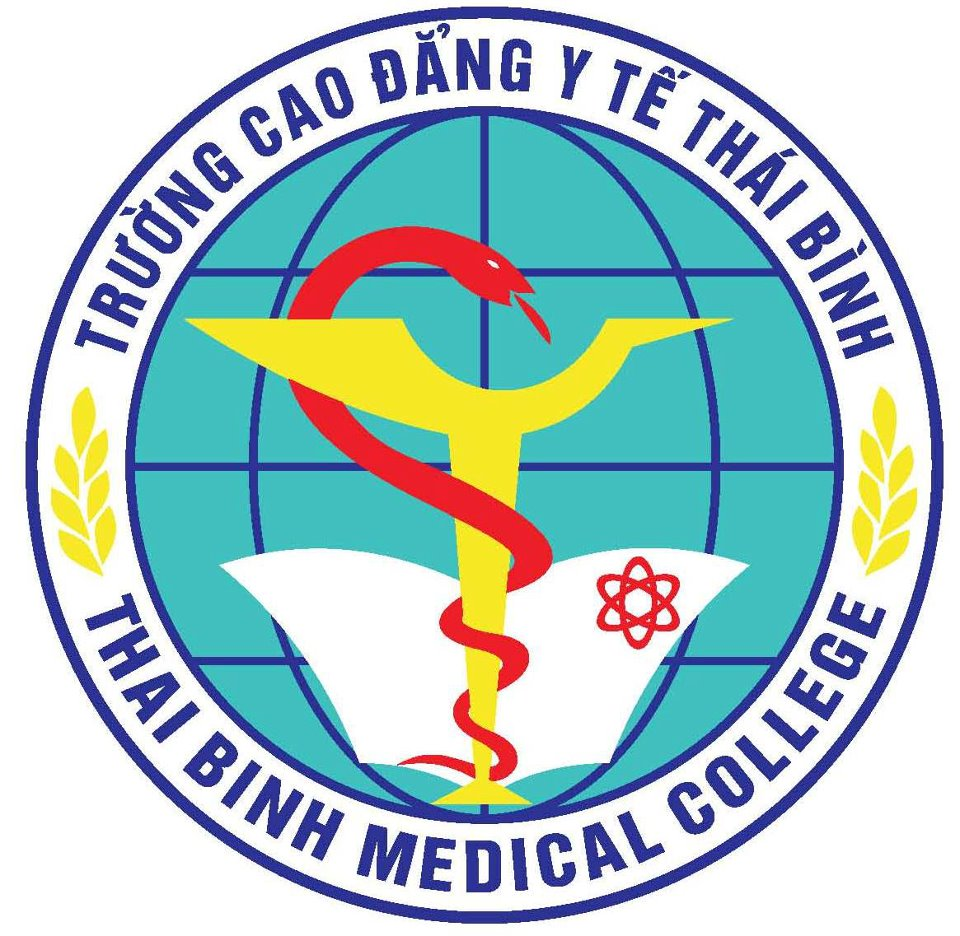 TRƯỜNG CAO ĐẲNG Y TẾ THÁI BÌNH
THAI BINH MEDICAL COLLEGE